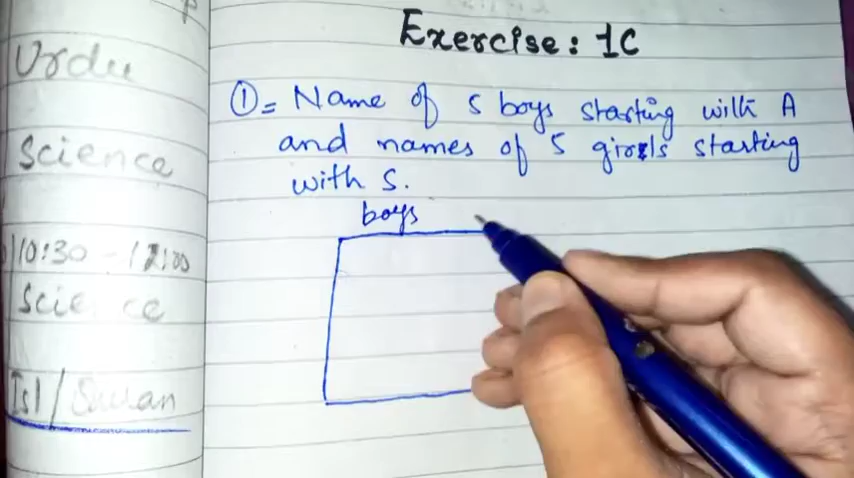 Urdu
Science
10:30 - 12:00
Science
Isl/
Exercise: 1C
①= Name of 5 boys starting with A
and names of 5 girls starting
with S.
boys